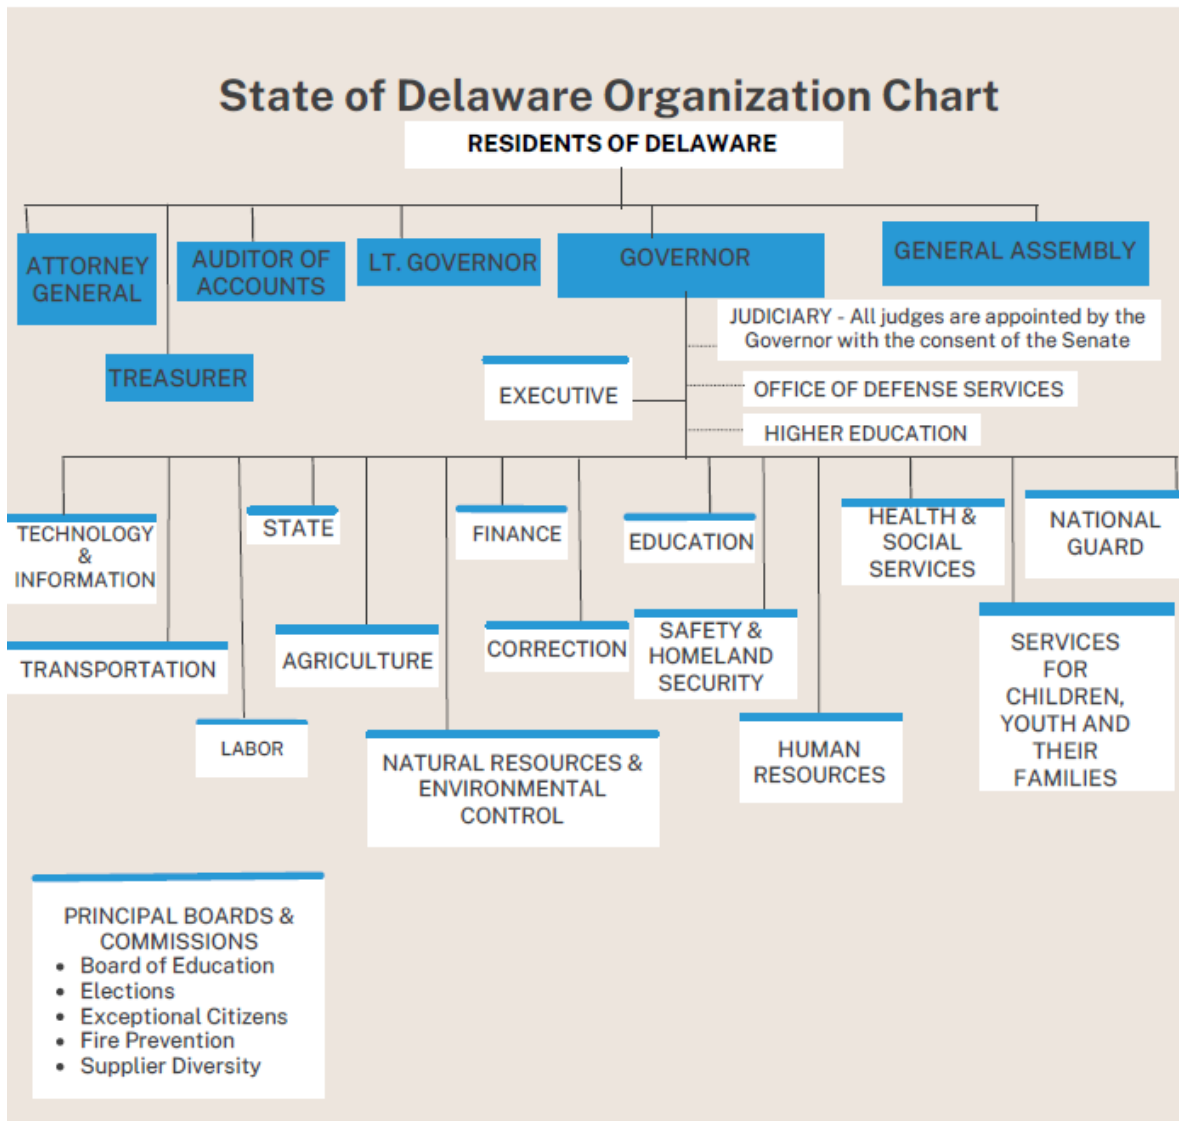 State of Delaware Organization Chart
RESIDENTS OF DELAWARE
ATTORNEY
GENERAL
AUDITOR OF
ACCOUNTS
LT. GOVERNOR
GOVERNOR
GENERAL ASSEMBLY
TREASURER
JUDICIARY - All judges are appointed by the
Governor with the consent of the Senate
EXECUTIVE
OFFICE OF DEFENSE SERVICES
HIGHER EDUCATION
TECHNOLOGY
&
INFORMATION
STATE
FINANCE
EDUCATION
HEALTH &
SOCIAL
SERVICES
NATIONAL
GUARD
TRANSPORTATION
AGRICULTURE
CORRECTION
SAFETY &
HOMELAND
SECURITY
SERVICES
FOR
CHILDREN,
YOUTH AND
THEIR
FAMILIES
LABOR
NATURAL RESOURCES &
ENVIRONMENTAL
CONTROL
HUMAN
RESOURCES
PRINCIPAL BOARDS &
COMMISSIONS
• Board of Education
• Elections
• Exceptional Citizens
• Fire Prevention
• Supplier Diversity